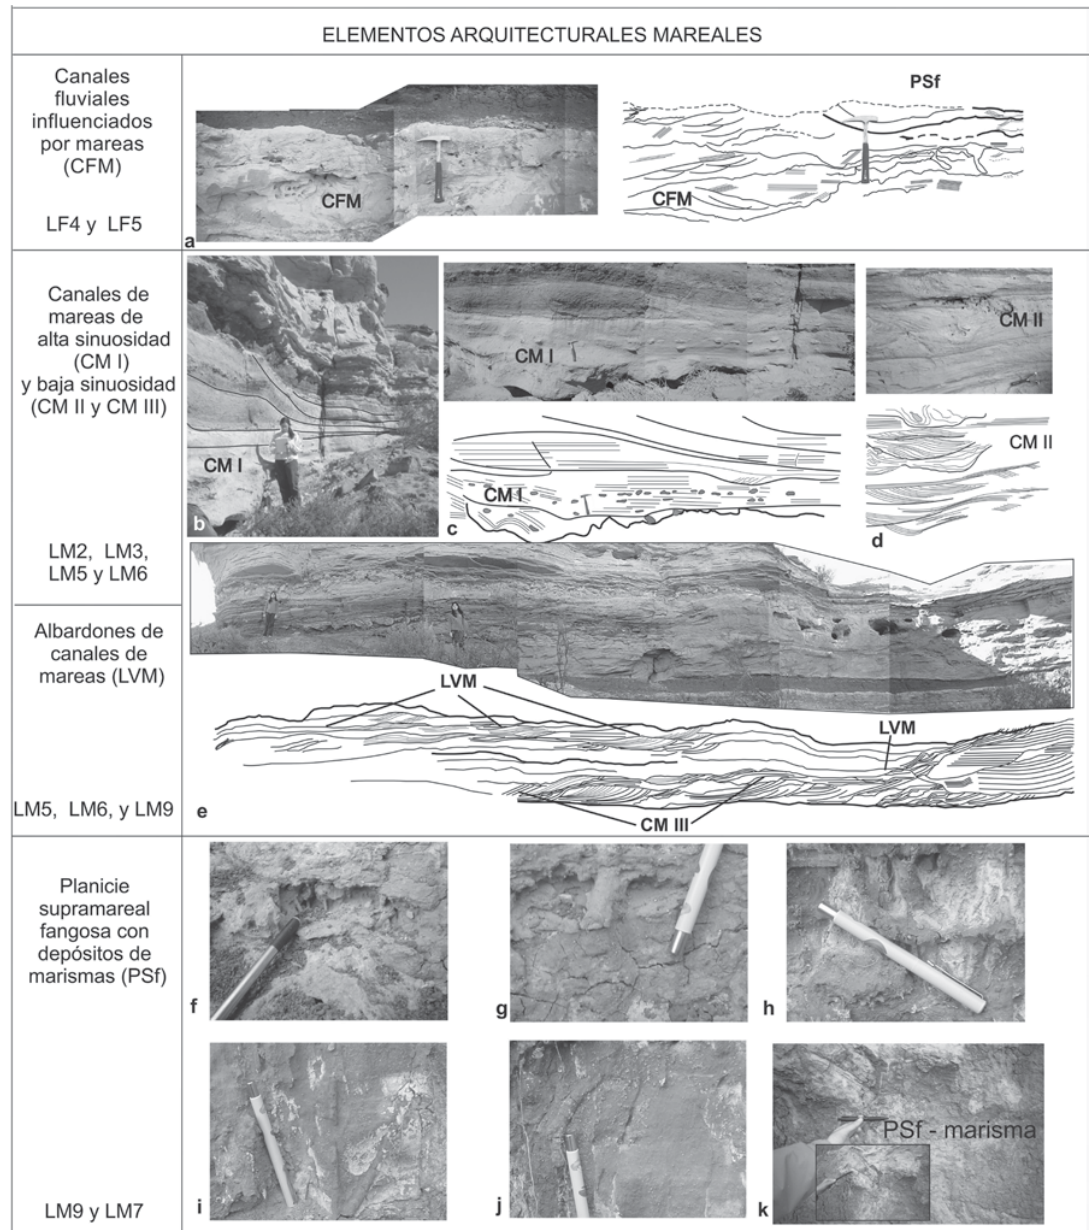 ELEMENTOS ARQUITECTURALES MAREALES
Canales
fluviales
influenciados
por mareas
(CFM)
LF4 y LF5
a
CFM
PSf
CFM
Canales de
mareas de
alta sinuosidad
(CM I)
y baja sinuosidad
(CM II y CM III)
LM2, LM3,
LM5 y LM6
CM I
b
CM I
CM I
c
CM II
CM II
d
Albardones de
canales de
mareas (LVM)
LM5, LM6, y LM9
LVM
LVM
CM III
e
Planicie
supramareal
fangosa con
depósitos de
marismas (PSf)
LM9 y LM7
f
g
h
i
j
PSf - marisma
k